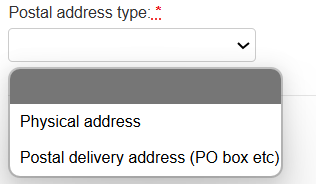 Postal address type: *
Physical address
Postal delivery address (PO box etc)